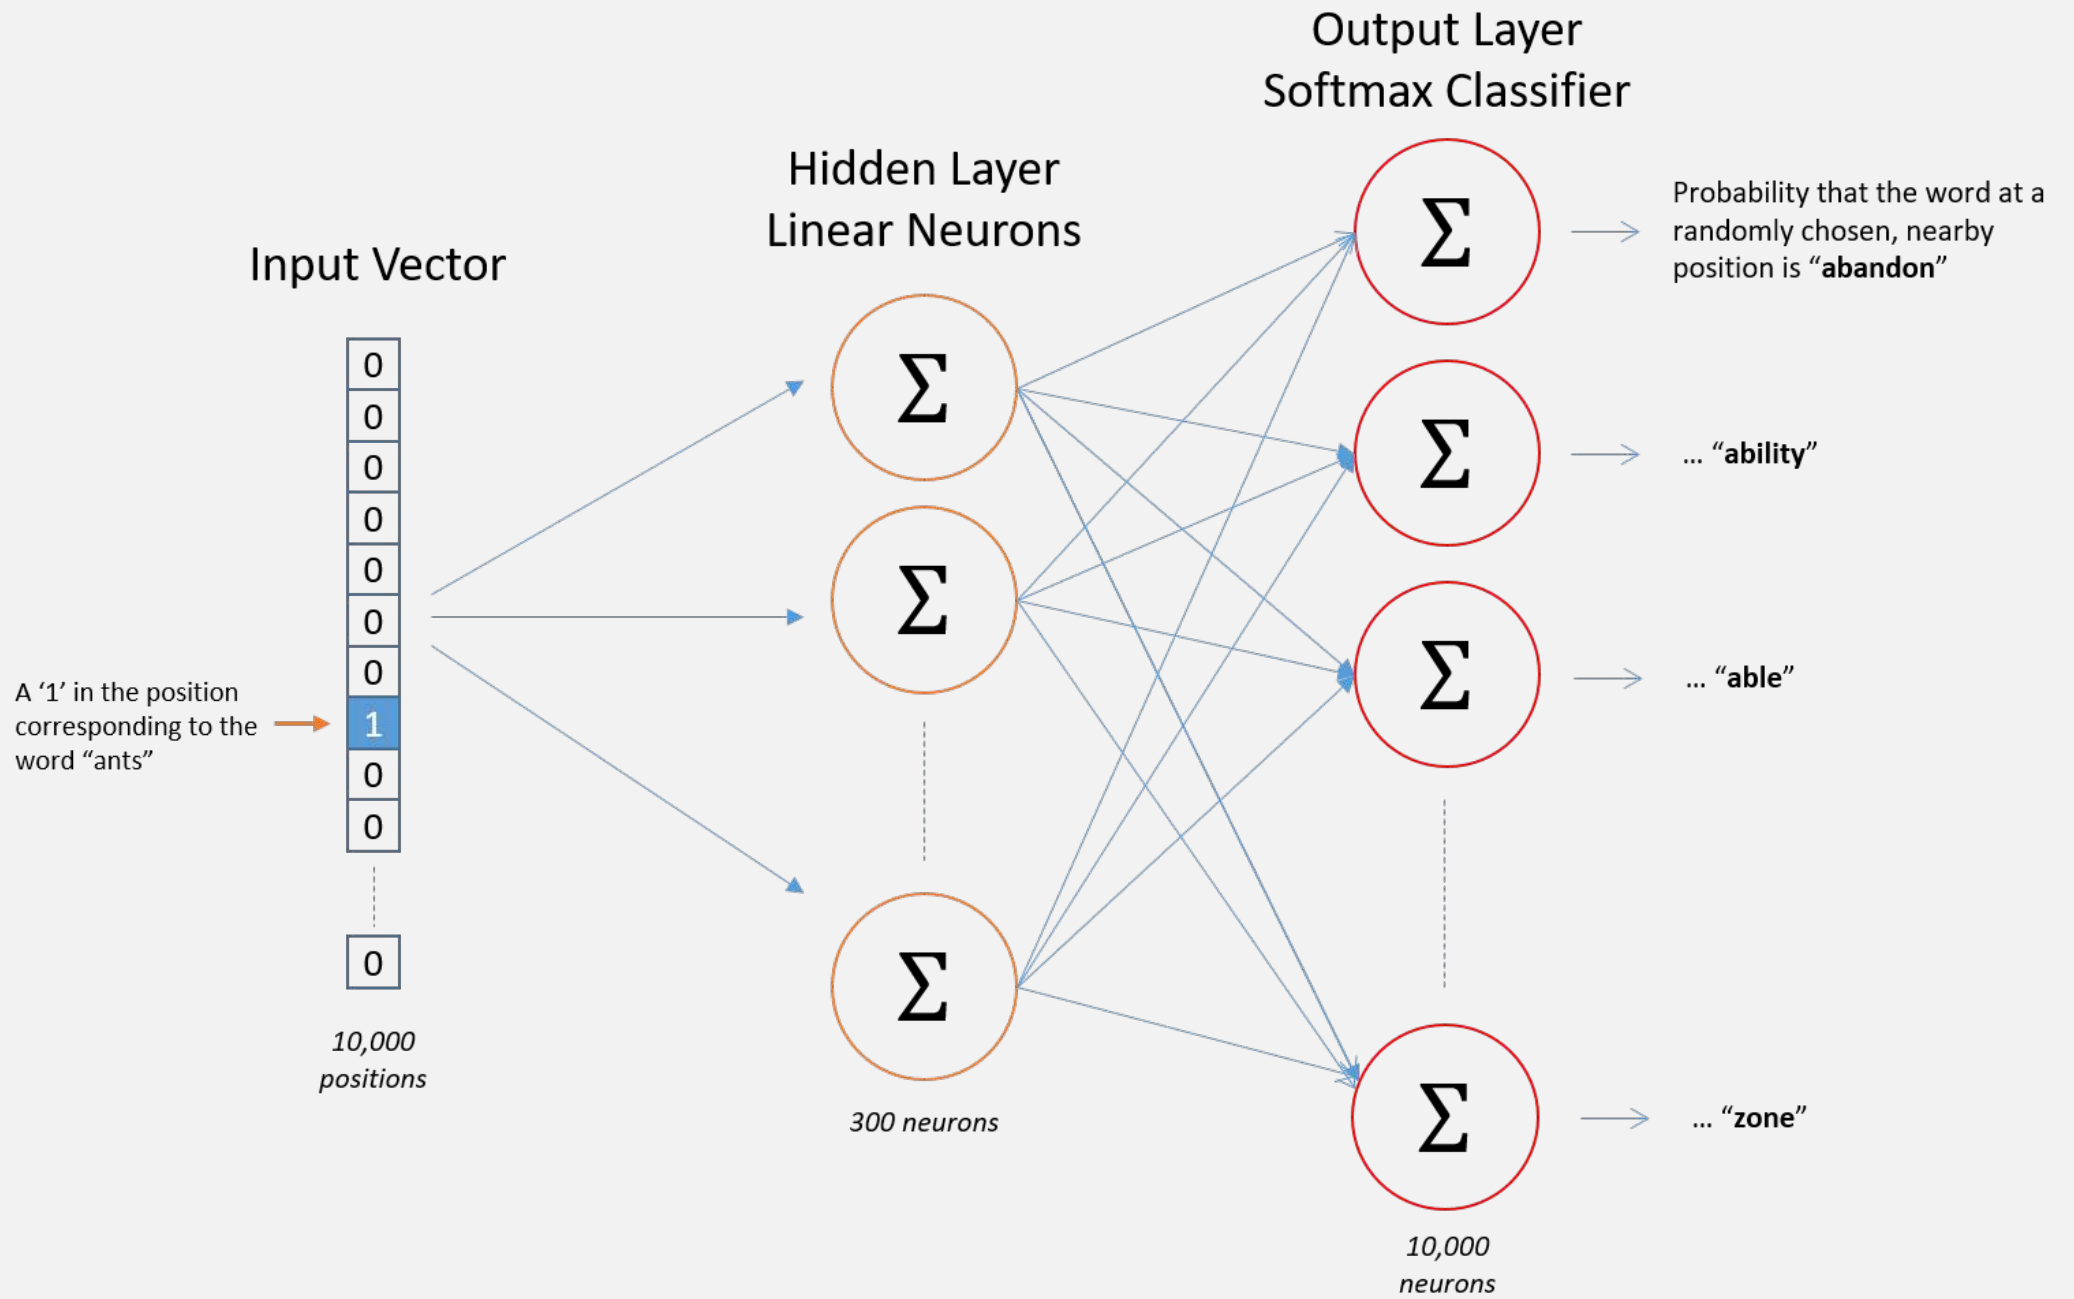 Output Layer
Softmax Classifier
Hidden Layer
Linear Neurons
Input Vector
0
0
0
0
0
0
0
1
0
0
0
A ‘1’ in the position
corresponding to the
word “ants”
10,000
positions
Σ
Σ
Σ
300 neurons
Σ
Σ
Σ
Σ
10,000
neurons
Probability that the word at a
randomly chosen, nearby
position is “abandon”
... “ability”
... “able”
... “zone”